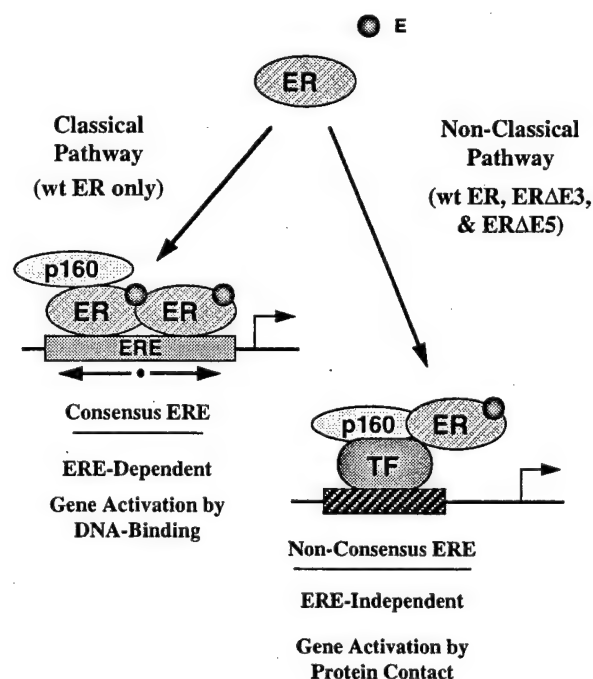 E
ER
Classical
Pathway
(wt ER only)
Non-Classical
Pathway
(wt ER, ERΔE3,
& ERΔE5)
p160
ER
ER
ERE
Consensus ERE
ERE-Dependent
Gene Activation by
DNA-Binding
p160
ER
TF
Non-Consensus ERE
ERE-Independent
Gene Activation by
Protein Contact